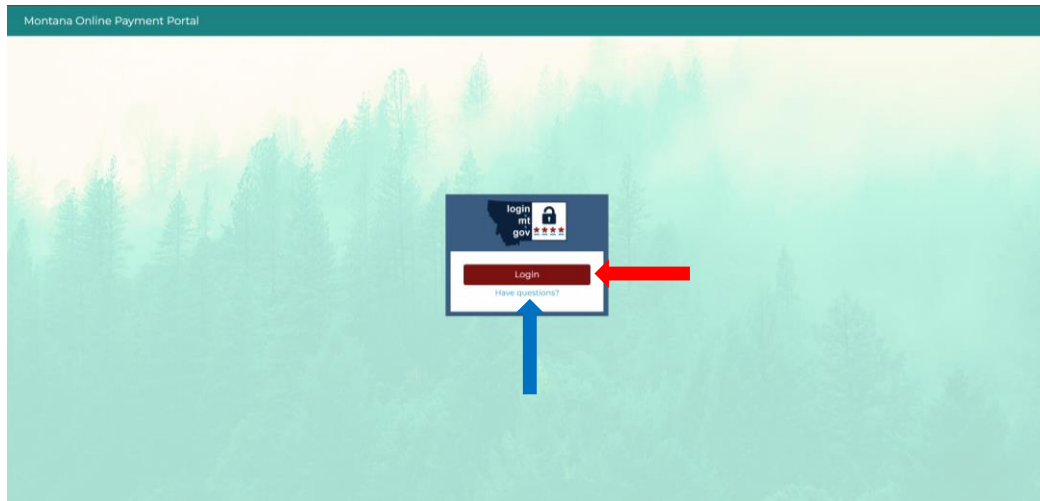 Montana Online Payment Portal
login
mt
gov
Login
Have questions?